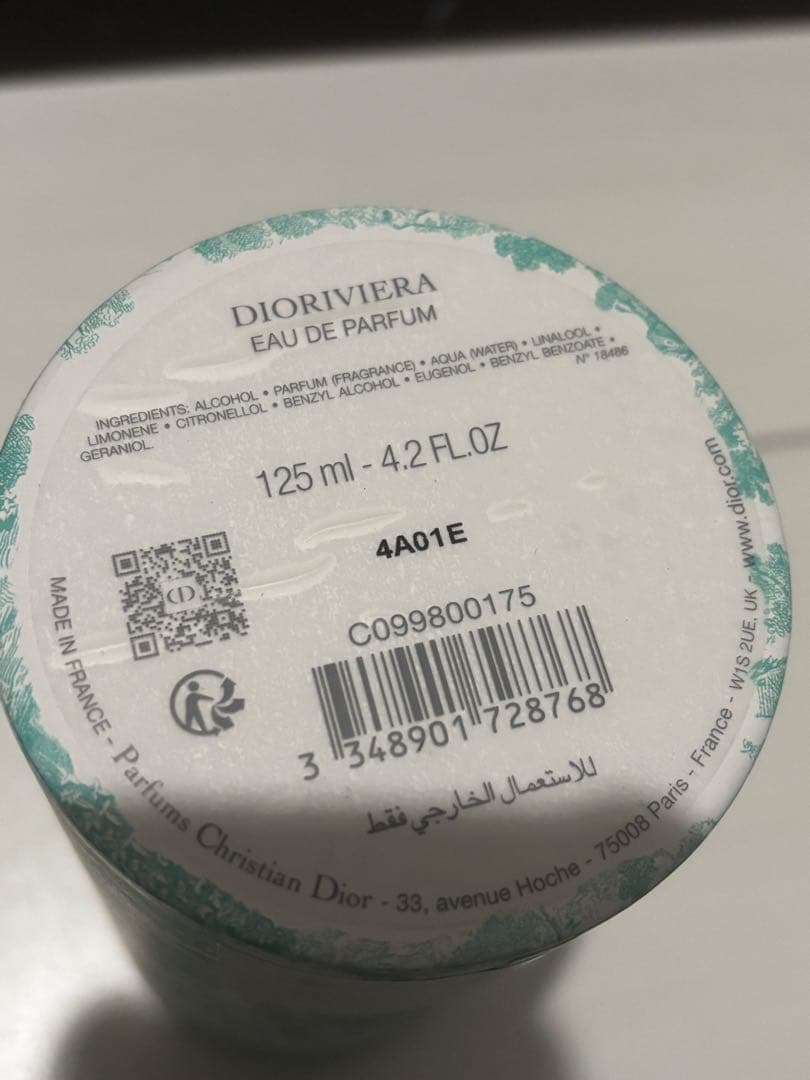 DIORIVIERA
EAU DE PARFUM
INGREDIENTS: ALCOHOL • PARFUM (FRAGRANCE) • AQUA (WATER) • LINALOOL •
LIMONENE • CITRONELLOL • BENZYL ALCOHOL • EUGENOL • BENZYL BENZOATE •
GERANIOL.
N° 18486
125 ml - 4.2 FL.OZ
4A01E
C099800175
3 348901 728768
للاستعمال الخارجي فقط
MADE IN FRANCE - Parfums Christian Dior - 33, avenue Hoche - 75008 Paris - France - W1S 2UE, UK - www.dior.com